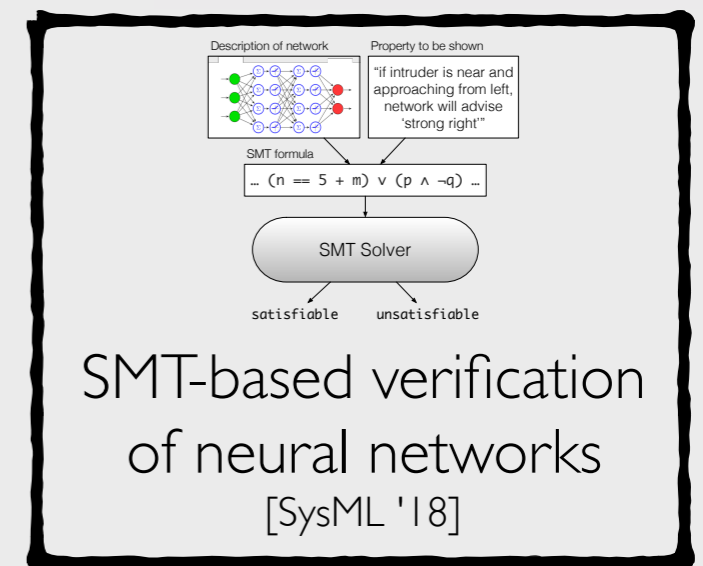 Description of network
Property to be shown
“if intruder is near and
approaching from left,
network will advise
‘strong right’”
SMT formula
… (n == 5 + m) ∨ (p ∧ ¬q) …
SMT Solver
satisfiable
unsatisfiable
SMT-based verification
of neural networks
[SysML '18]